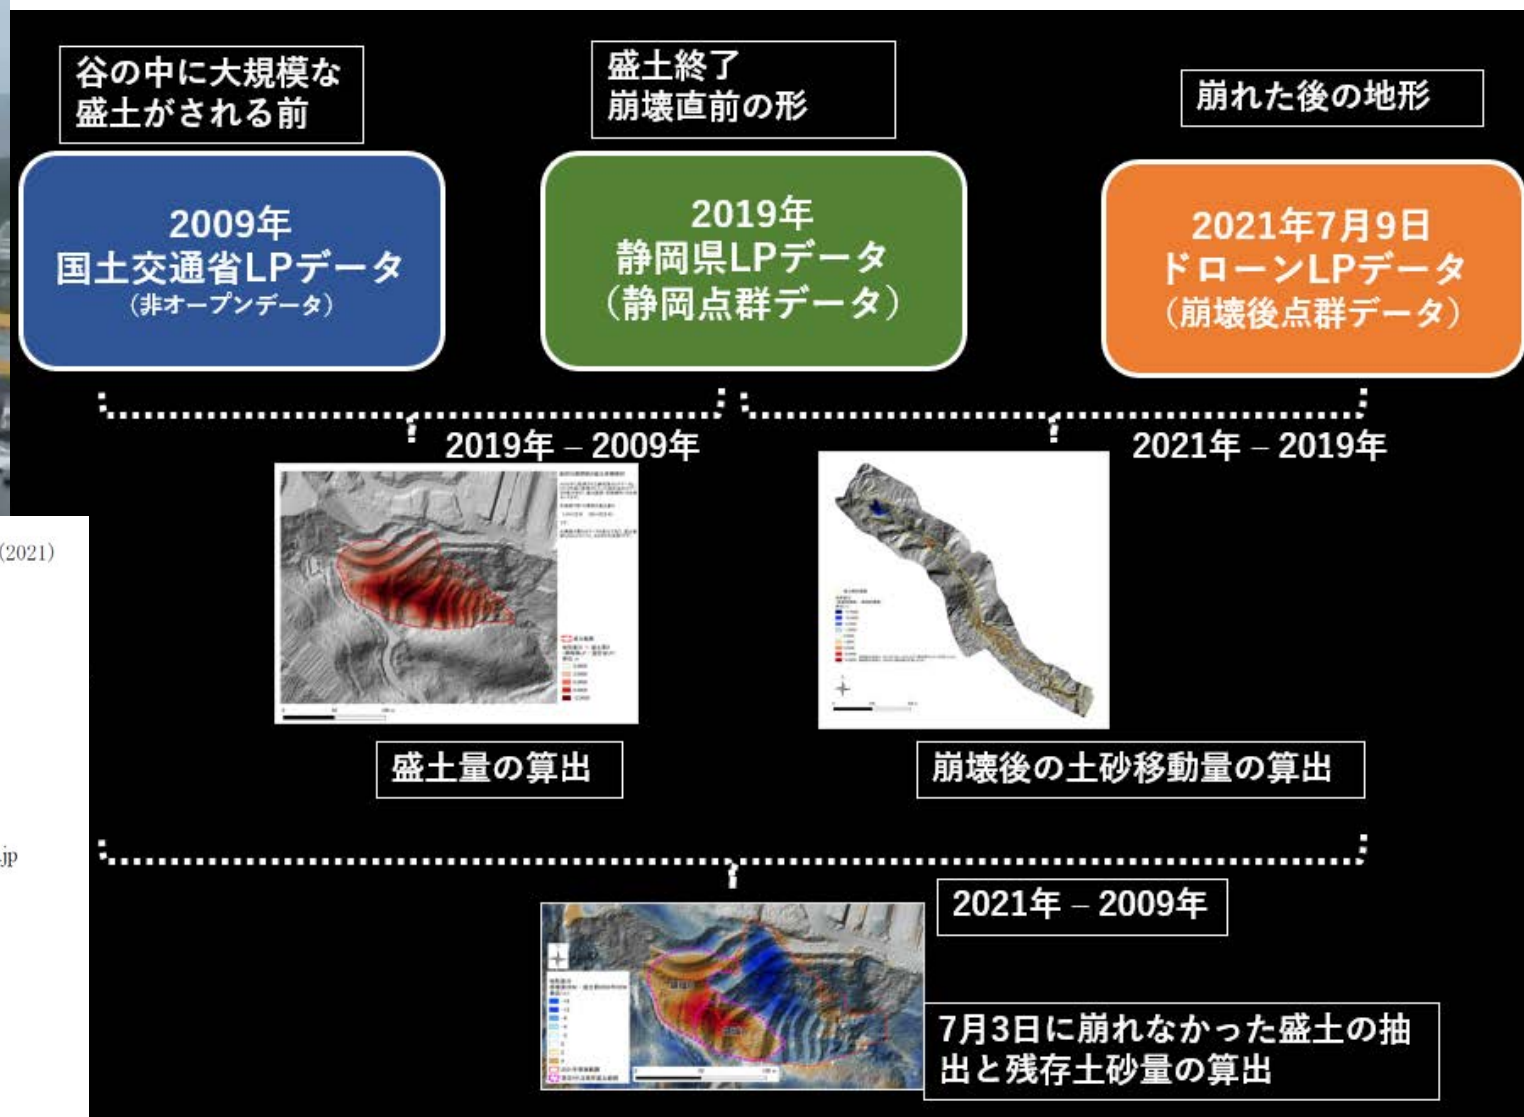 谷の中に大規模な
盛土がされる前
盛土終了
崩壊直前の形
崩れた後の地形
2009年
国土交通省LPデータ
（非オープンデータ）
2019年
静岡県LPデータ
（静岡点群データ）
2021年7月9日
ドローンLPデータ
（崩壊後点群データ）
2019年 – 2009年
2021年 – 2019年
(2021)
盛土量の算出
崩壊後の土砂移動量の算出
.jp
2021年 – 2009年
7月3日に崩れなかった盛土の抽
出と残存土砂量の算出